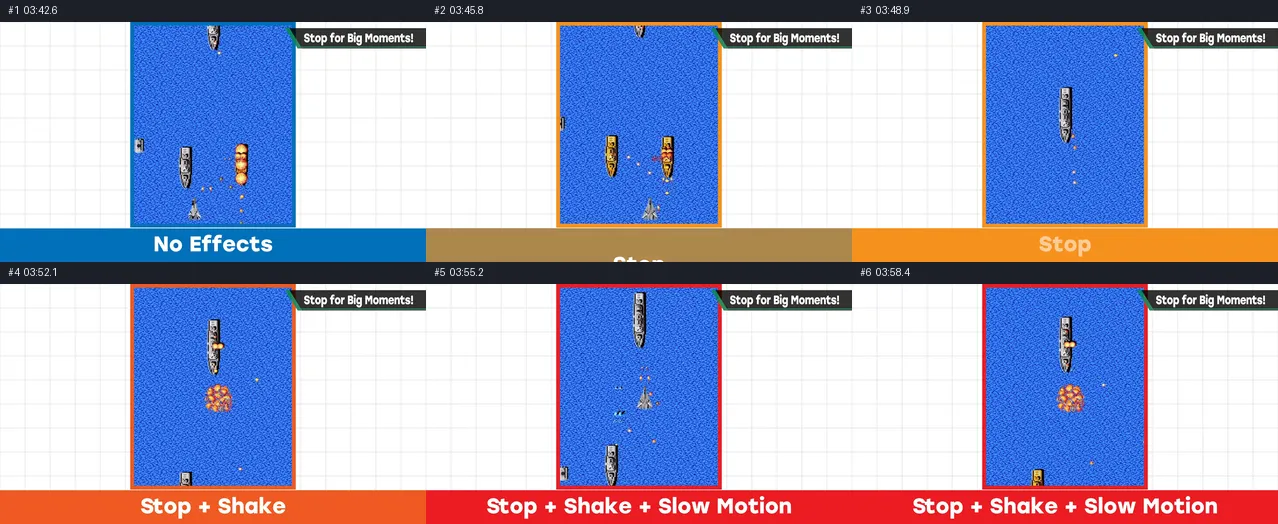 #1 03:42.6
#2 03:45.8
#3 03:48.9
Stop for Big Moments!
Stop for Big Moments!
Stop for Big Moments!
No Effects
Stop
Stop
#4 03:52.1
#5 03:55.2
#6 03:58.4
Stop for Big Moments!
Stop for Big Moments!
Stop for Big Moments!
Stop + Shake
Stop + Shake + Slow Motion
Stop + Shake + Slow Motion